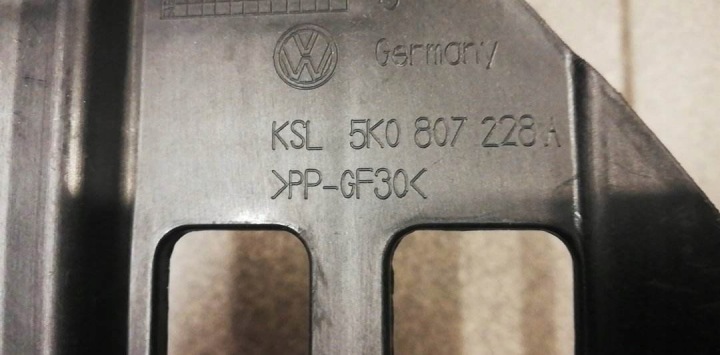 Germany
KSL 5K0 807 228 A
>PP-GF30<